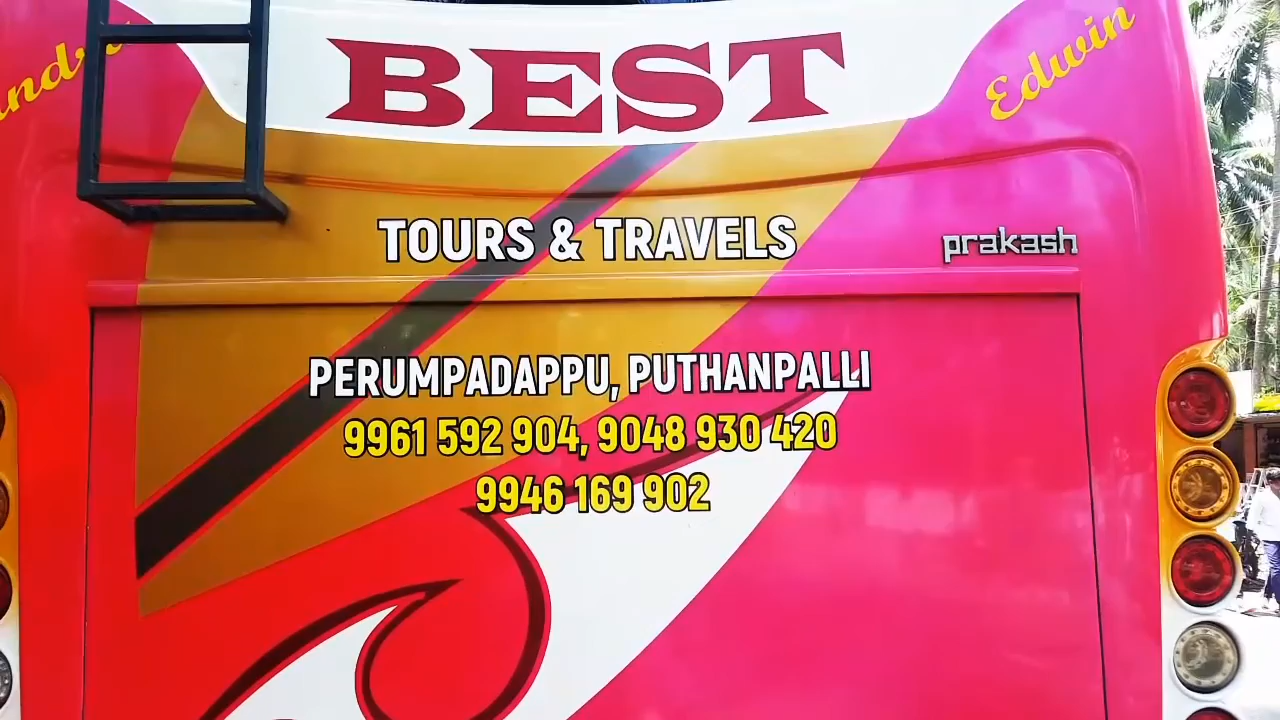 BEST
Edwin
TOURS & TRAVELS
prakash
PERUMPADAPPU, PUTHANPALLI
9961 592 904, 9048 930 420
9946 169 902